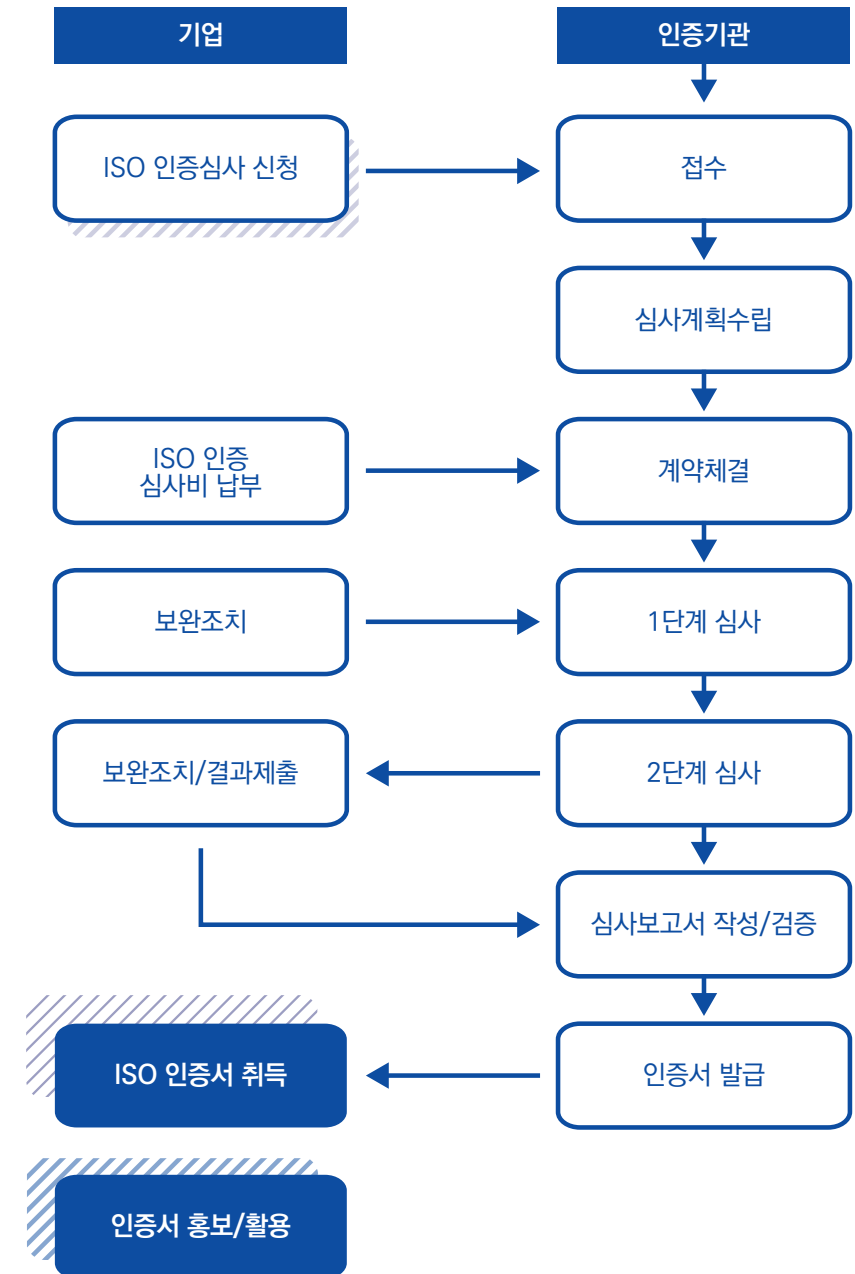 기업
인증기관
ISO 인증심사 신청
접수
심사계획수립
ISO 인증
심사비 납부
계약체결
보완조치
1단계 심사
보완조치/결과제출
2단계 심사
심사보고서 작성/검증
ISO 인증서 취득
인증서 발급
인증서 홍보/활용